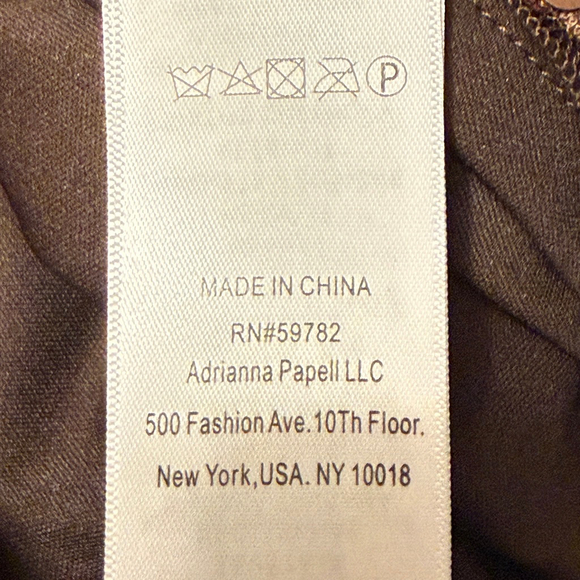 P
MADE IN CHINA
RN#59782
Adrianna Papell LLC
500 Fashion Ave.10Th Floor.
New York,USA. NY 10018